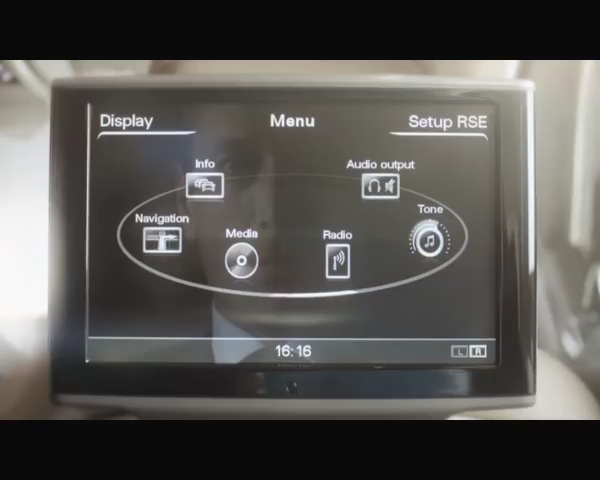 Display
Menu
Setup RSE
Info
Audio output
Navigation
Media
Radio
Tone
16:16
L R